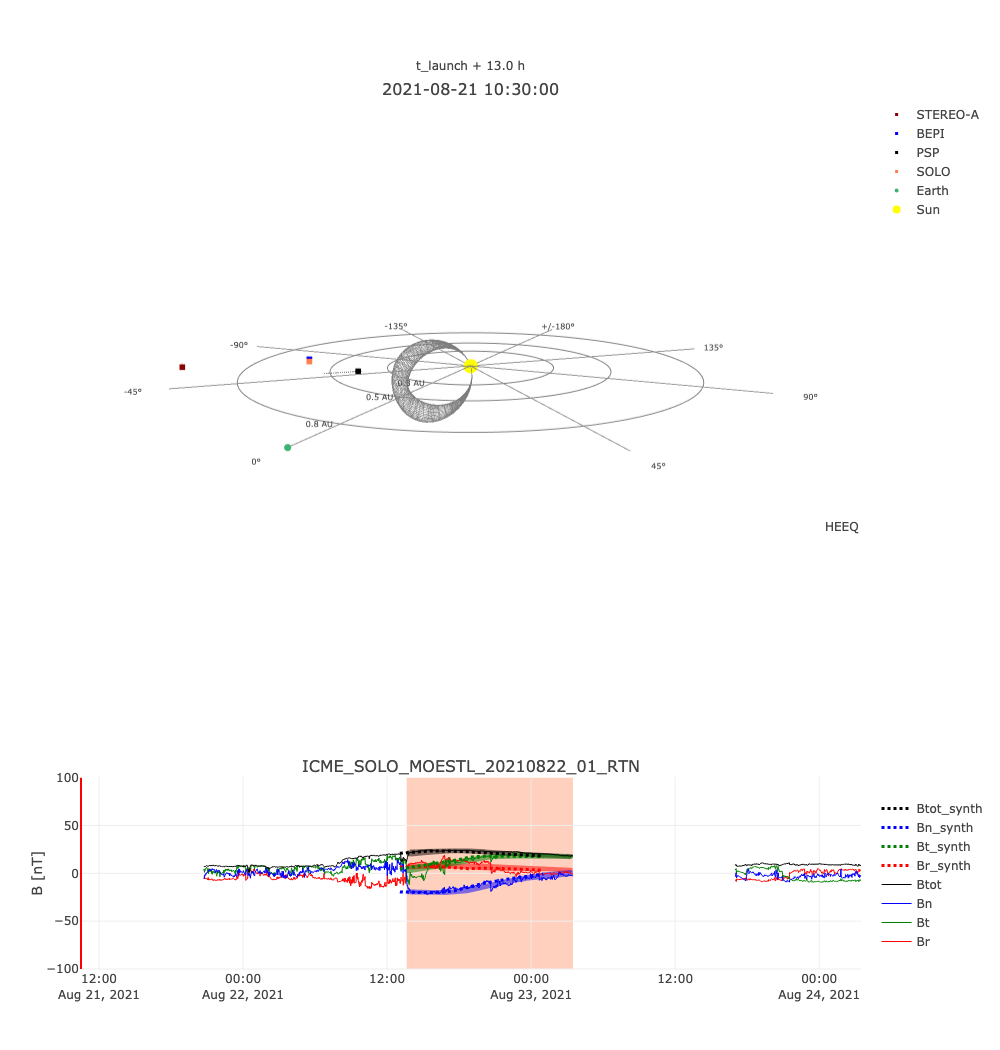 t_launch + 13.0 h
2021-08-21 10:30:00
STEREO-A
BEPI
PSP
SOLO
Earth
Sun
-135°
+/-180°
-90°
135°
-45°
0.3 AU
0.5 AU
90°
0.8 AU
0°
45°
HEEQ
ICME_SOLO_MOESTL_20210822_01_RTN
B [nT]
100
50
0
−50
−100
12:00
Aug 21, 2021
00:00
Aug 22, 2021
12:00
00:00
Aug 23, 2021
12:00
00:00
Aug 24, 2021
Btot_synth
Bn_synth
Bt_synth
Br_synth
Btot
Bn
Bt
Br